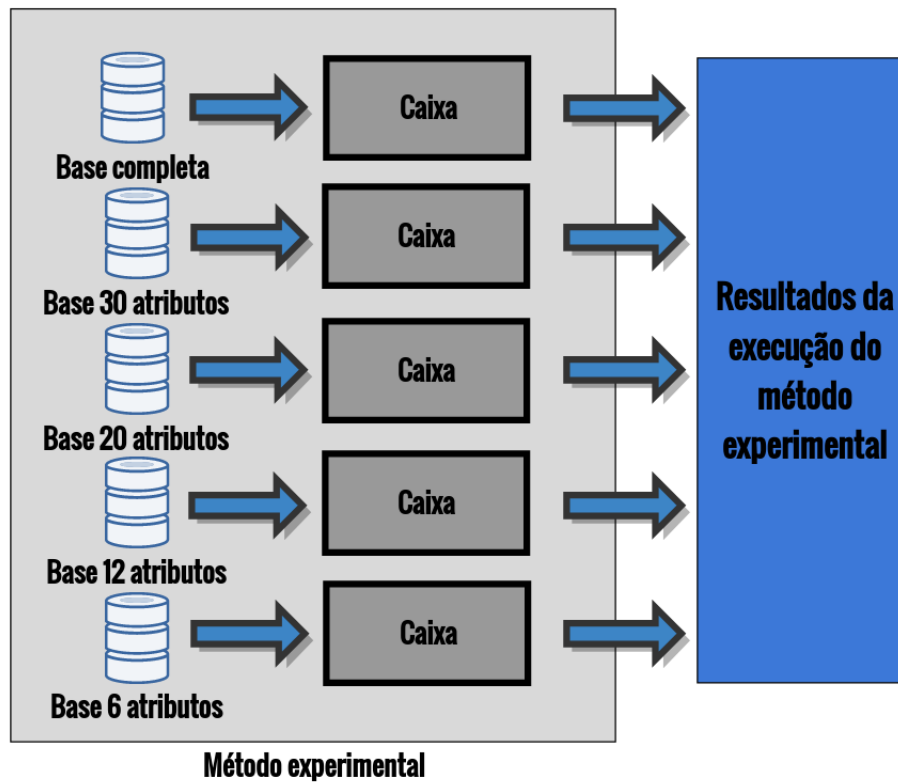 Caixa
Base completa
Caixa
Base 30 atributos
Caixa
Base 20 atributos
Caixa
Base 12 atributos
Caixa
Base 6 atributos
Resultados da
execução do
método
experimental
Método experimental